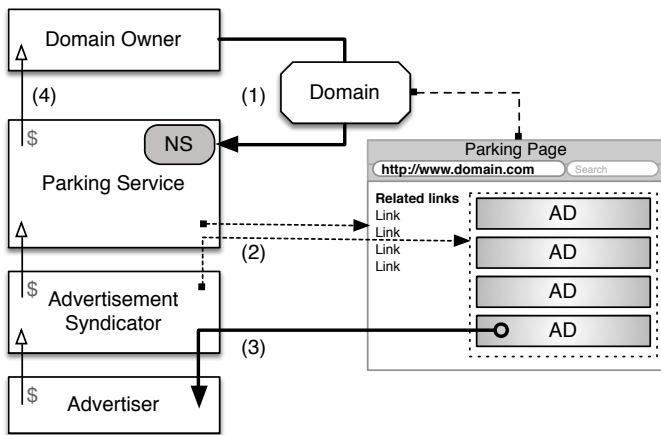 Domain Owner
(4)
(1)
Domain
$
NS
Parking Service
Parking Page
http://www.domain.com
Search
Related links
Link
Link
Link
Link
AD
AD
AD
AD
(2)
$
Advertisement
Syndicator
(3)
$
Advertiser